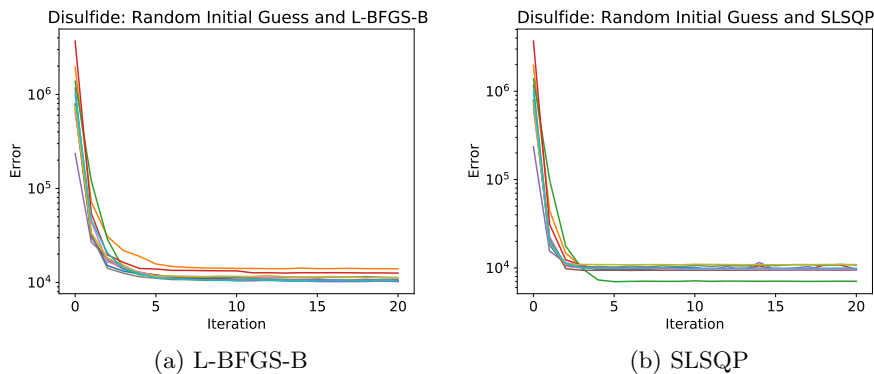 Disulfide: Random Initial Guess and L-BFGS-B
Error
10^6
10^5
10^4
0 5 10 15 20
Iteration
(a) L-BFGS-B
Disulfide: Random Initial Guess and SLSQP
Error
10^6
10^5
10^4
0 5 10 15 20
Iteration
(b) SLSQP